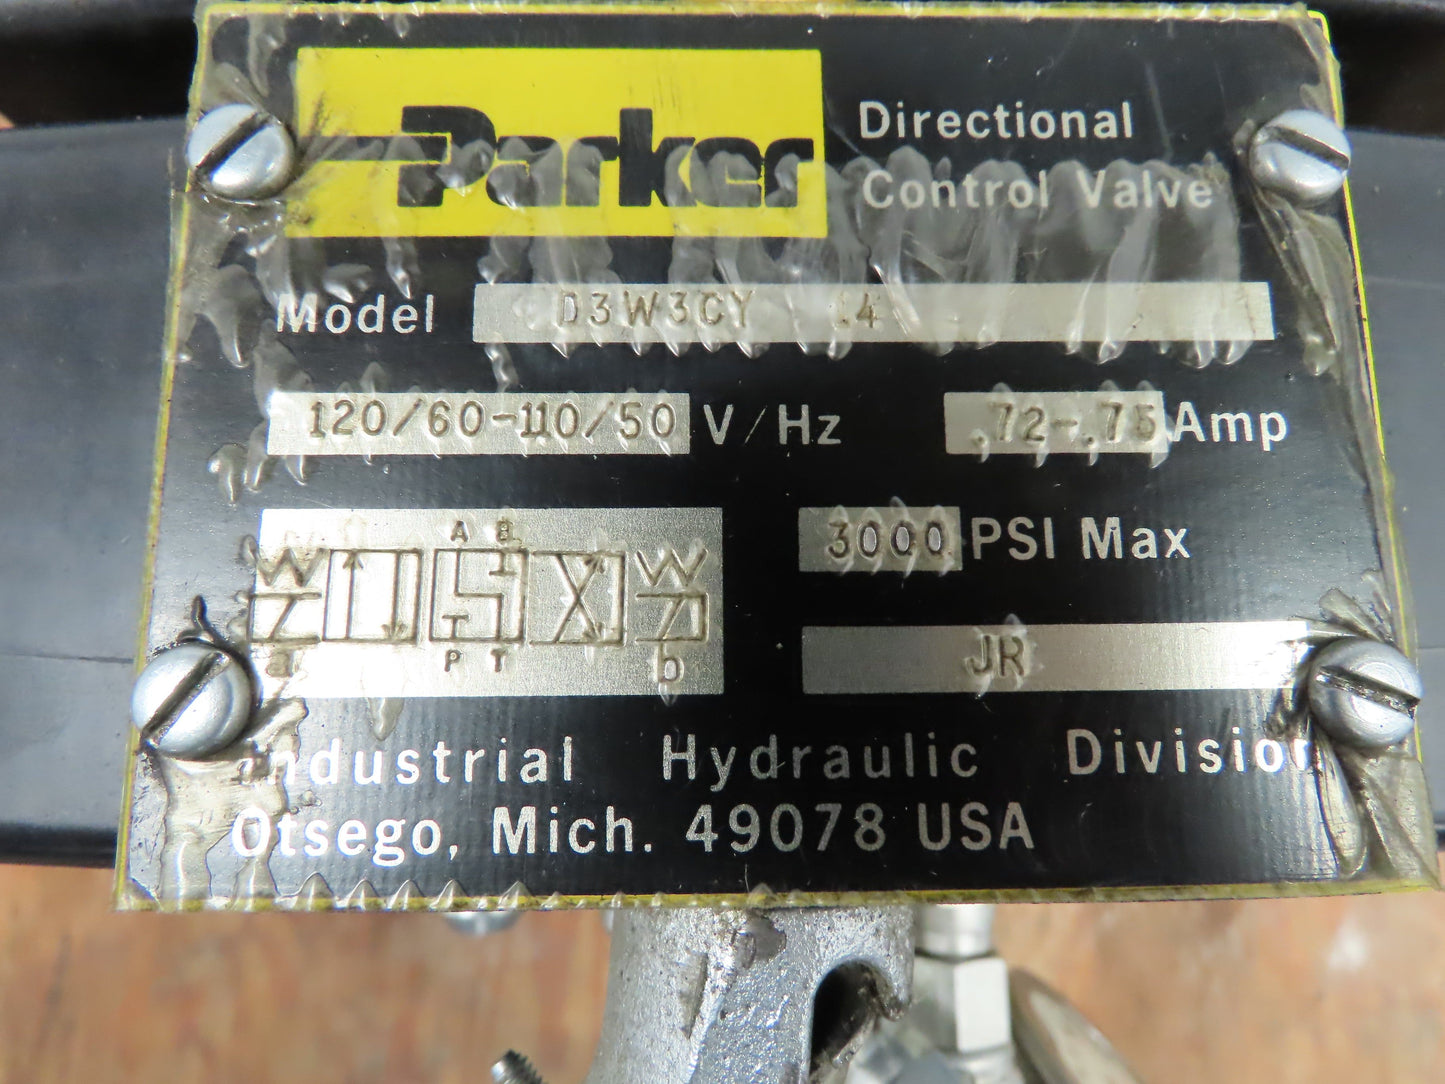 Parker
Directional
Control Valve
Model D3W3CY 14
120/60-110/50 V/Hz .72-.75 Amp
A B
3000 PSI Max
P T
a b
JR
Industrial Hydraulic Division
Otsego, Mich. 49078 USA